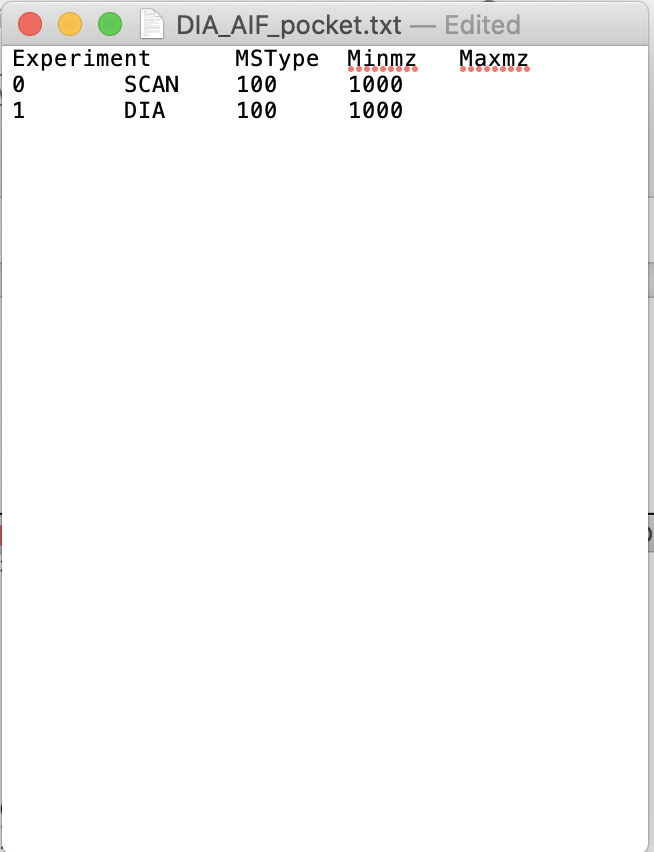 DIA_AIF_pocket.txt — Edited
Experiment	MSType	Minmz	Maxmz
0	SCAN	100	1000
1	DIA	100	1000